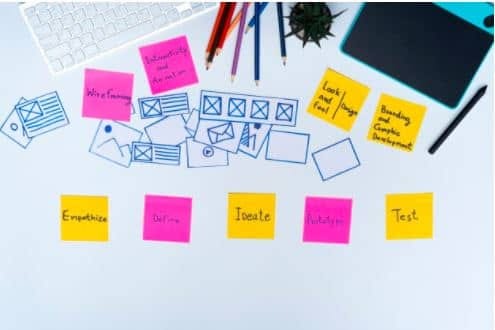 Interactivity
and
Animation
Wireframing
Look
and
Feel
Design
Branding
and
Graphic
Development
Empathize
Define
Ideate
Prototype
Test